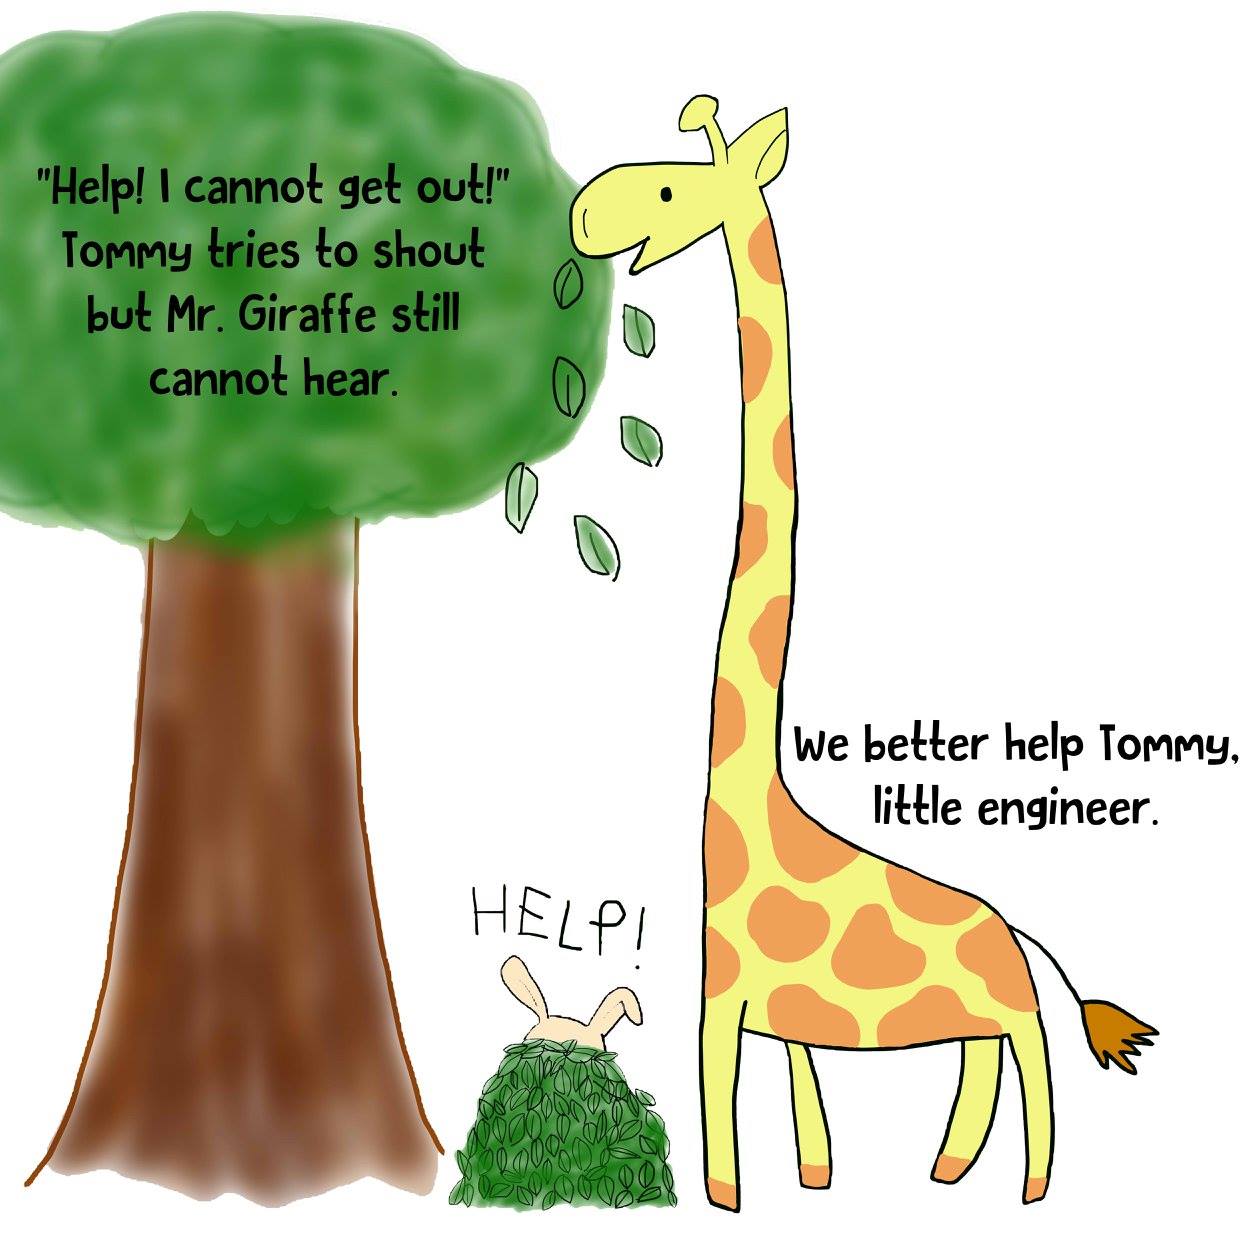 "Help! I cannot get out!"
Tommy tries to shout
but Mr. Giraffe still
cannot hear.
We better help Tommy,
little engineer.
HELP!